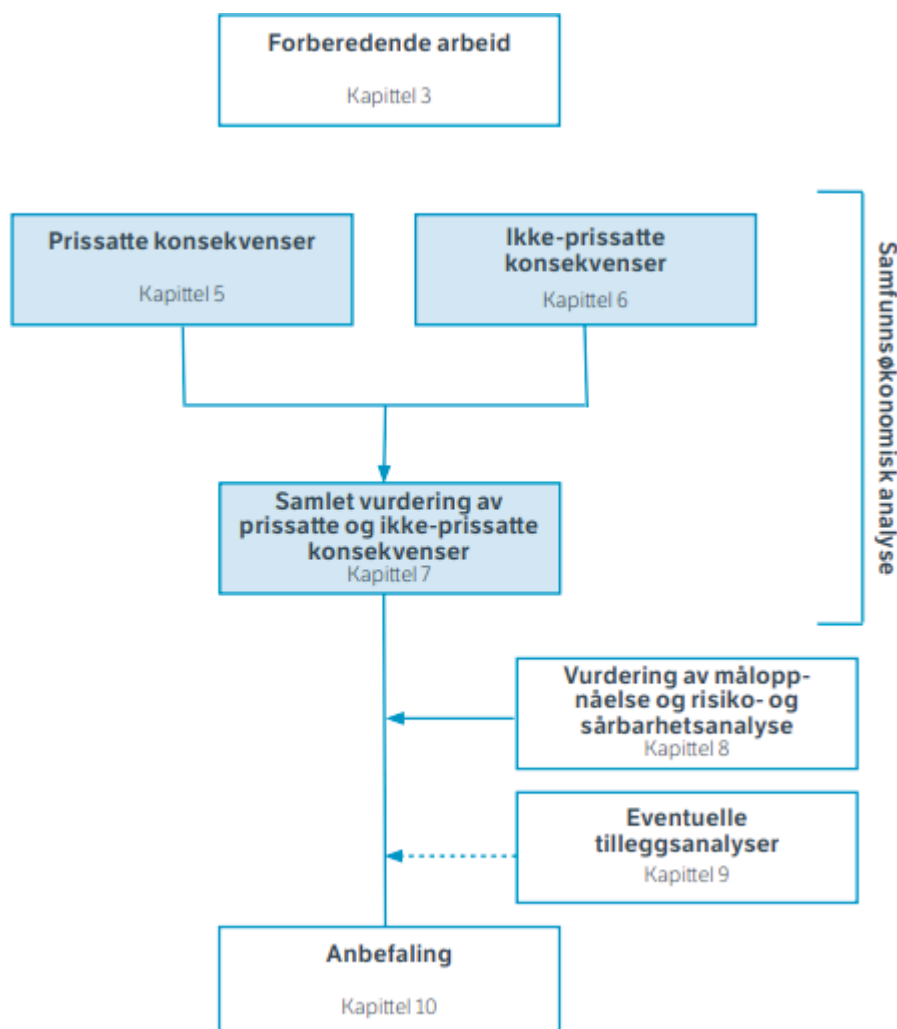 Forberedende arbeid
Kapittel 3
Prissatte konsekvenser
Kapittel 5
Ikke-prissatte
konsekvenser
Kapittel 6
Samfunnsøkonomisk analyse
Samlet vurdering av
prissatte og ikke-prissatte
konsekvenser
Kapittel 7
Vurdering av målopp-
nåelse og risiko- og
sårbarhetsanalyse
Kapittel 8
Eventuelle
tilleggsanalyser
Kapittel 9
Anbefaling
Kapittel 10